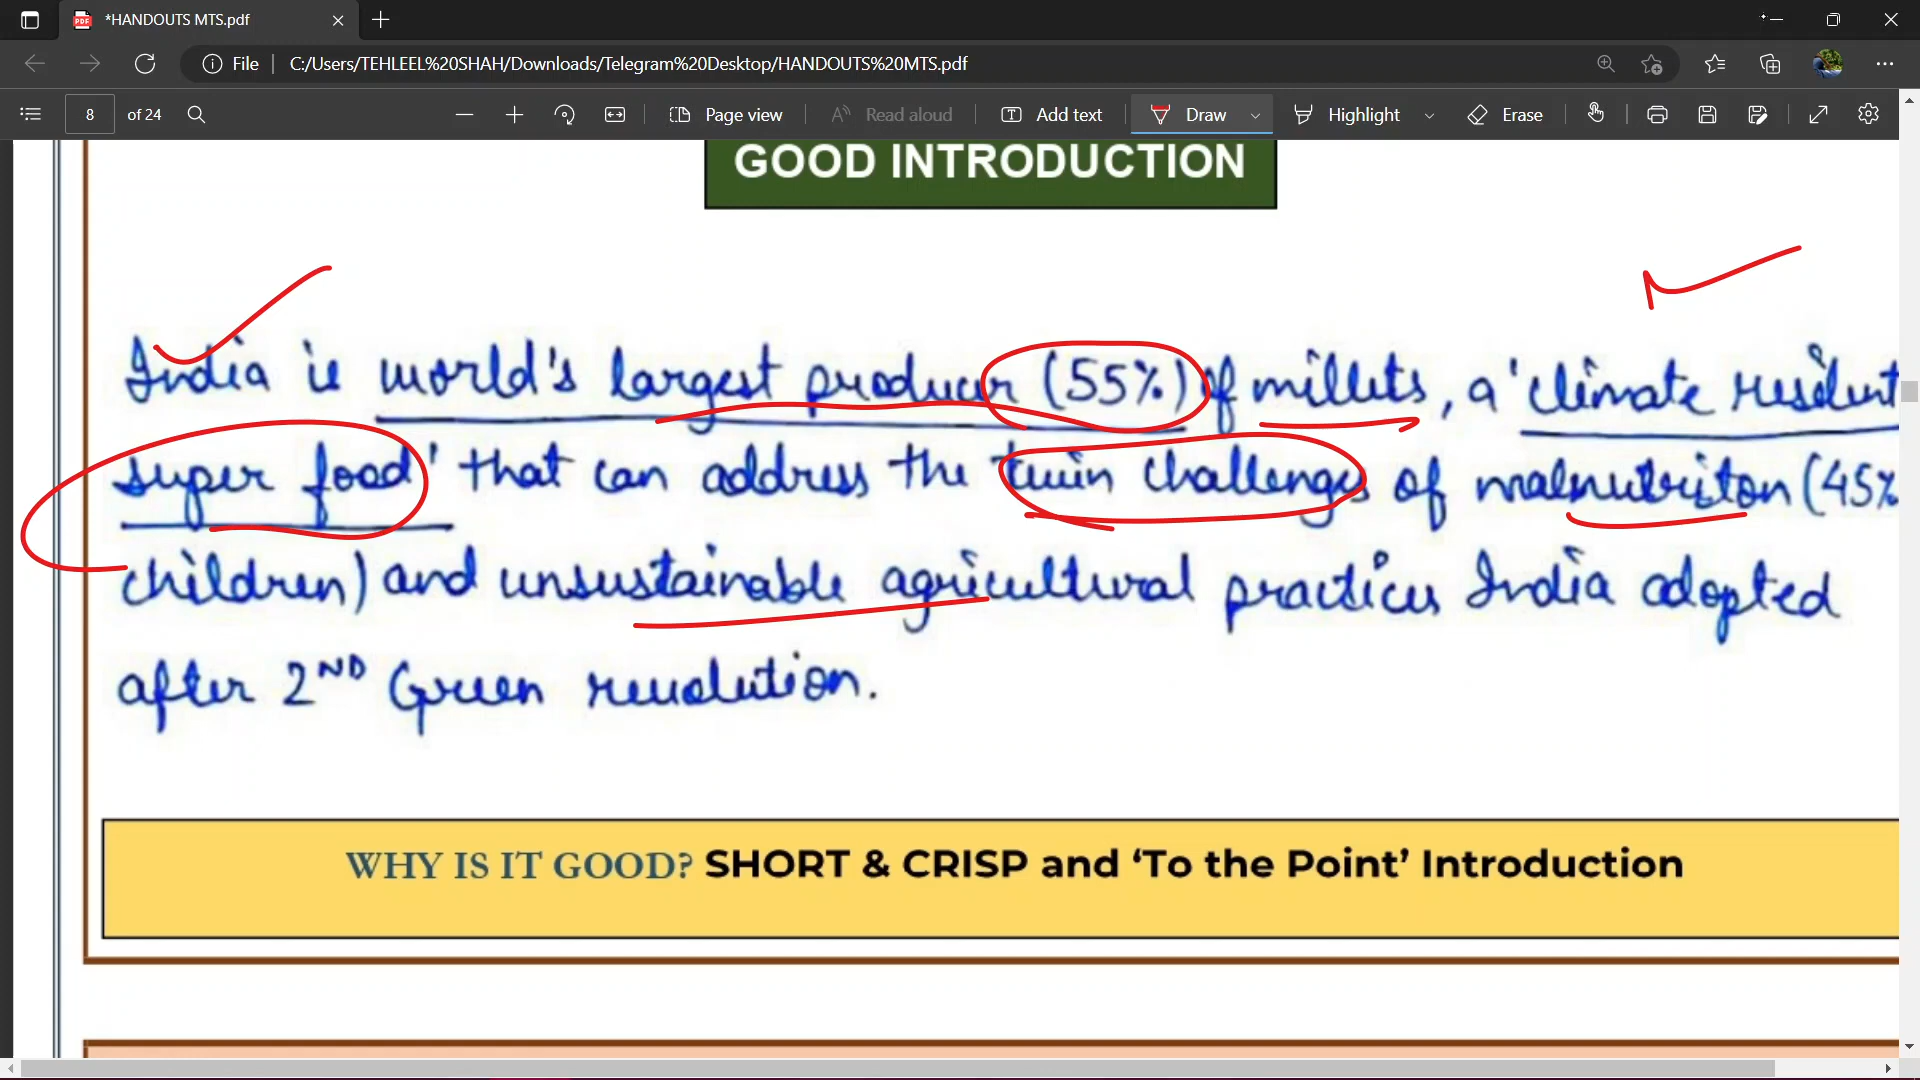 *HANDOUTS MTS.pdf
File C:/Users/TEHLEEL%20SHAH/Downloads/Telegram%20Desktop/HANDOUTS%20MTS.pdf
8 of 24 Page view Read aloud Add text Draw Highlight Erase
GOOD INTRODUCTION
India is world's largest producer (55%) of millets, a 'climate resilient
super food' that can address the twin challenges of malnutriton (45%
children) and unsustainable agricultural practices India adopted
after 2ND Green revolution.
WHY IS IT GOOD? SHORT & CRISP and ‘To the Point’ Introduction